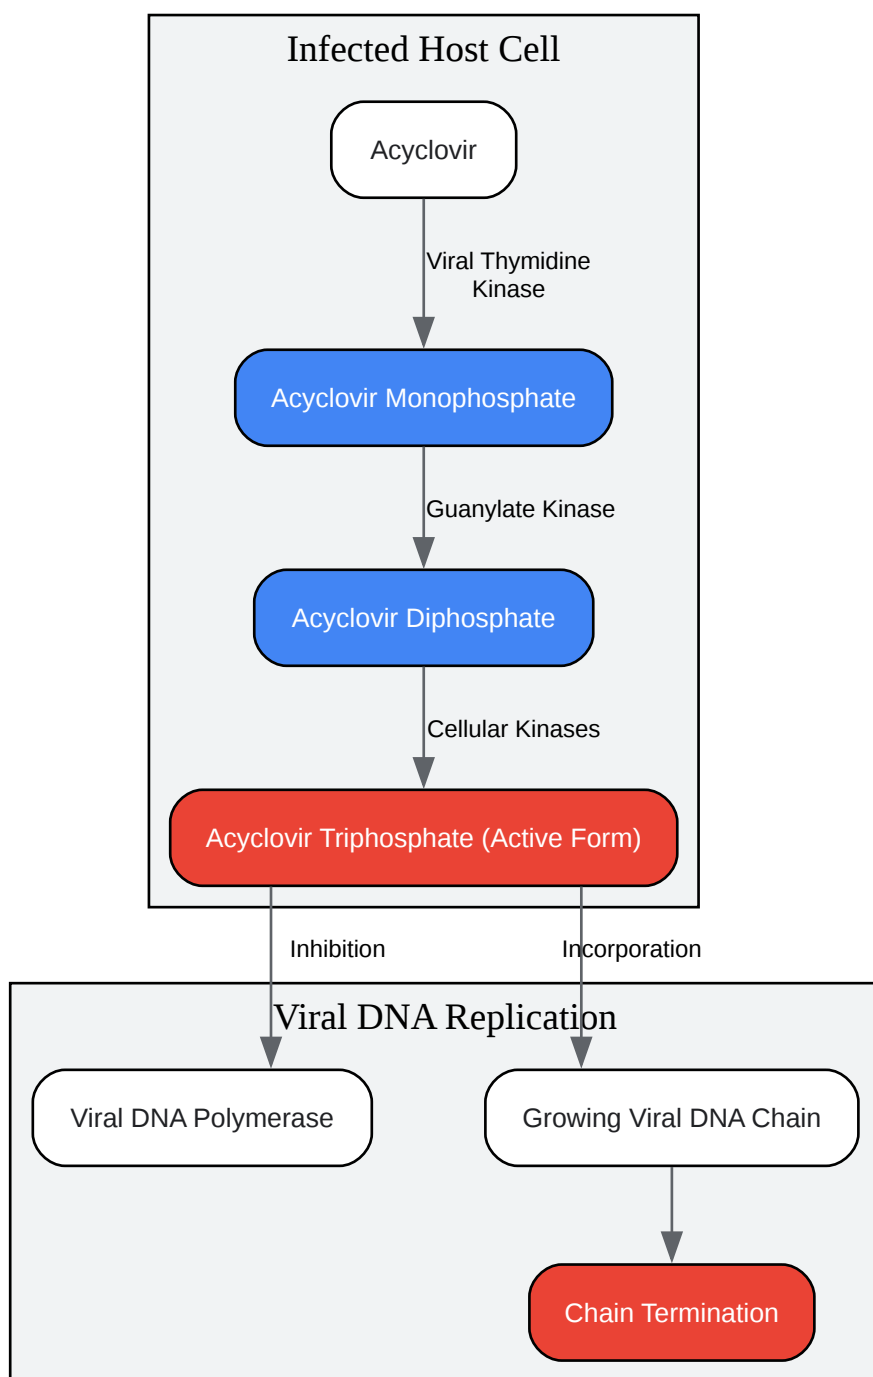 Infected Host Cell
Acyclovir
Viral Thymidine
Kinase
Acyclovir Monophosphate
Guanylate Kinase
Acyclovir Diphosphate
Cellular Kinases
Acyclovir Triphosphate (Active Form)
Inhibition
Incorporation
Viral DNA Replication
Viral DNA Polymerase
Growing Viral DNA Chain
Chain Termination